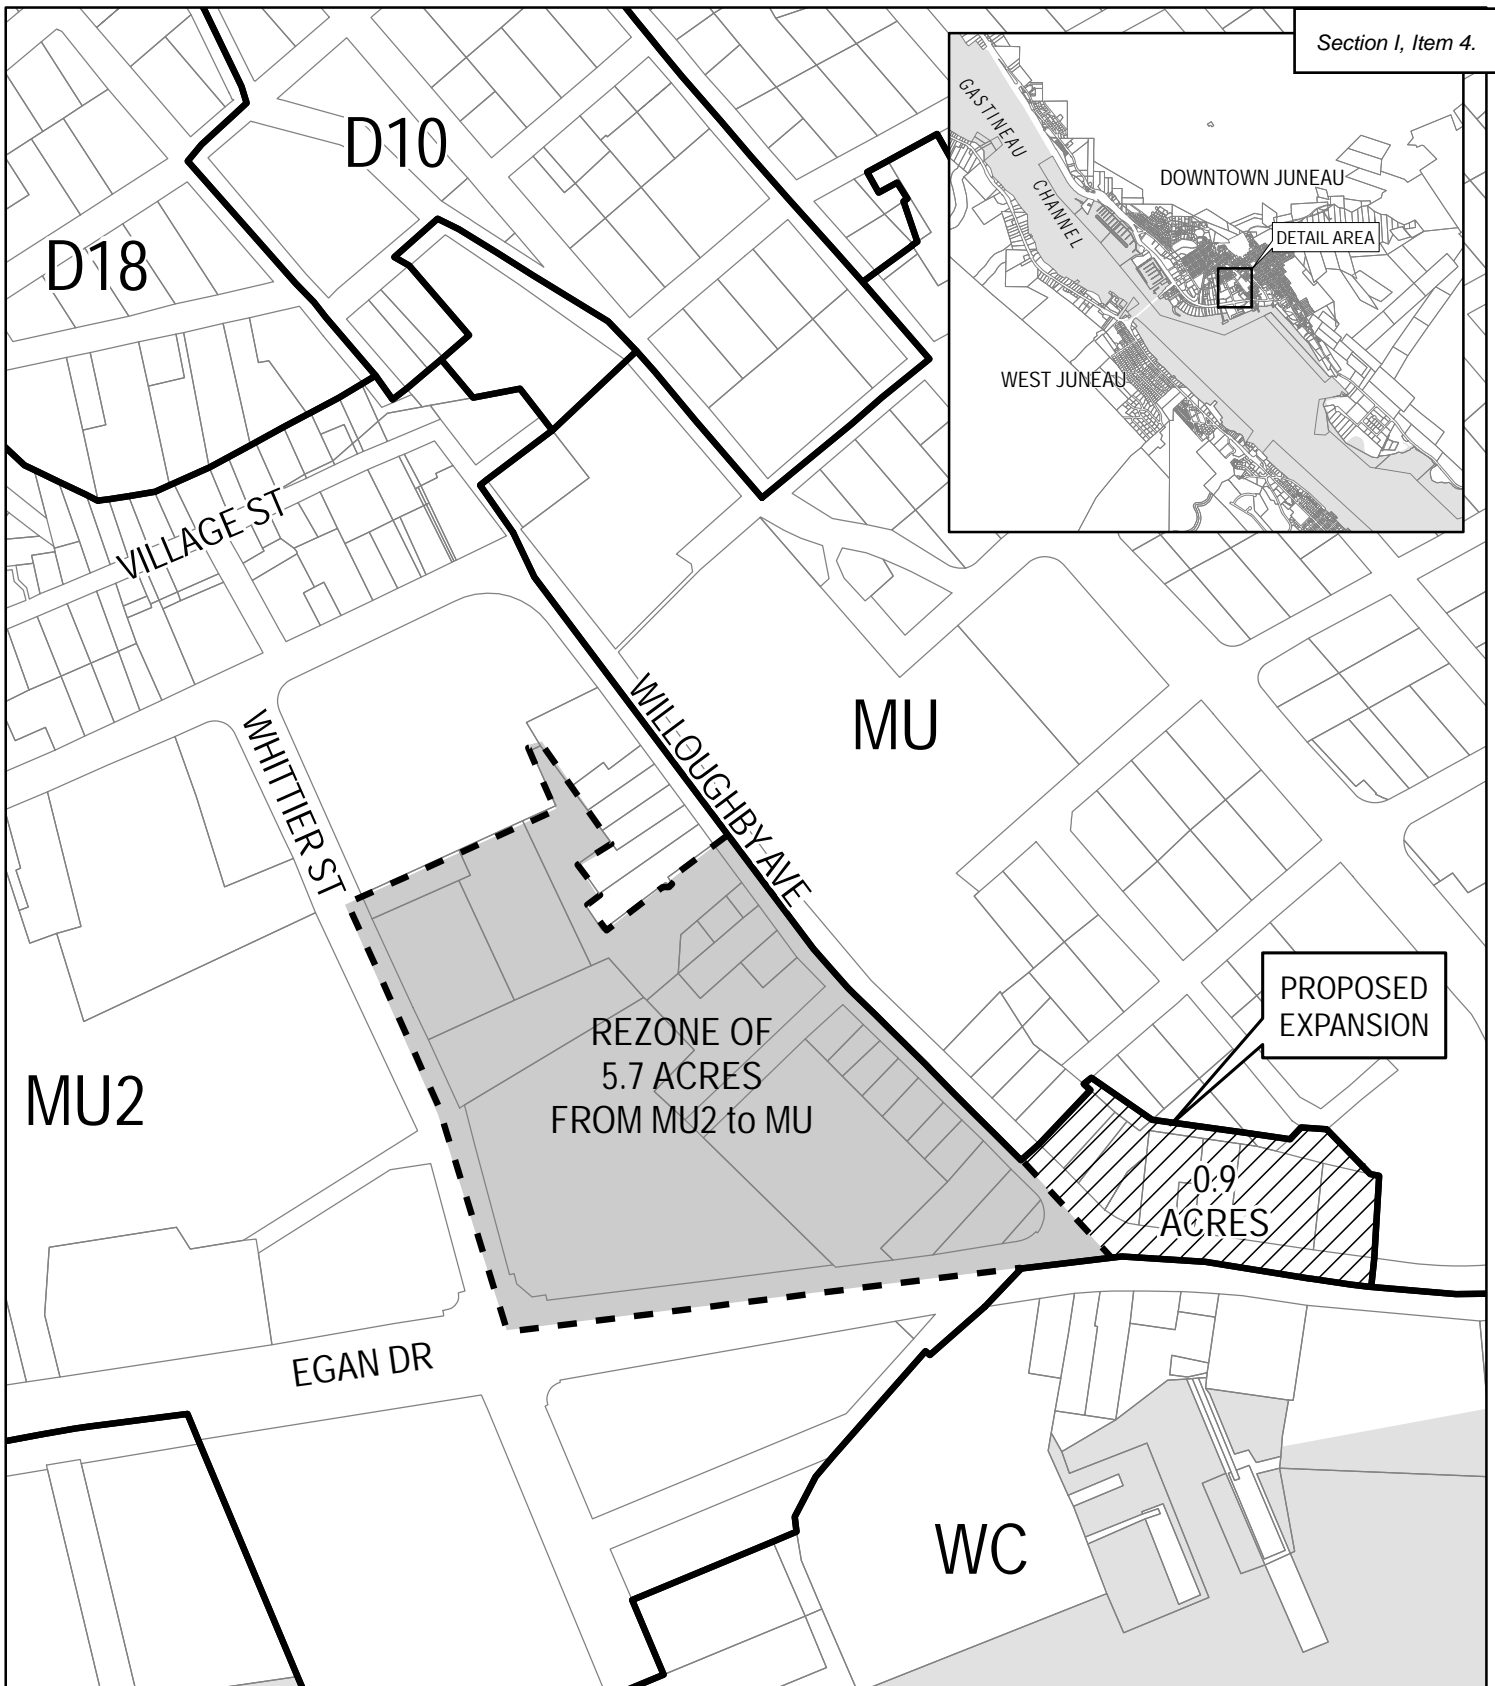 Section I, Item 4.
GASTINEAU
CHANNEL
DOWNTOWN JUNEAU
DETAIL AREA
WEST JUNEAU
D10
D18
VILLAGE ST
WILLOUGHBY AVE
MU
WHITTIER ST
PROPOSED
EXPANSION
REZONE OF
5.7 ACRES
FROM MU2 to MU
MU2
0.9
ACRES
EGAN DR
WC